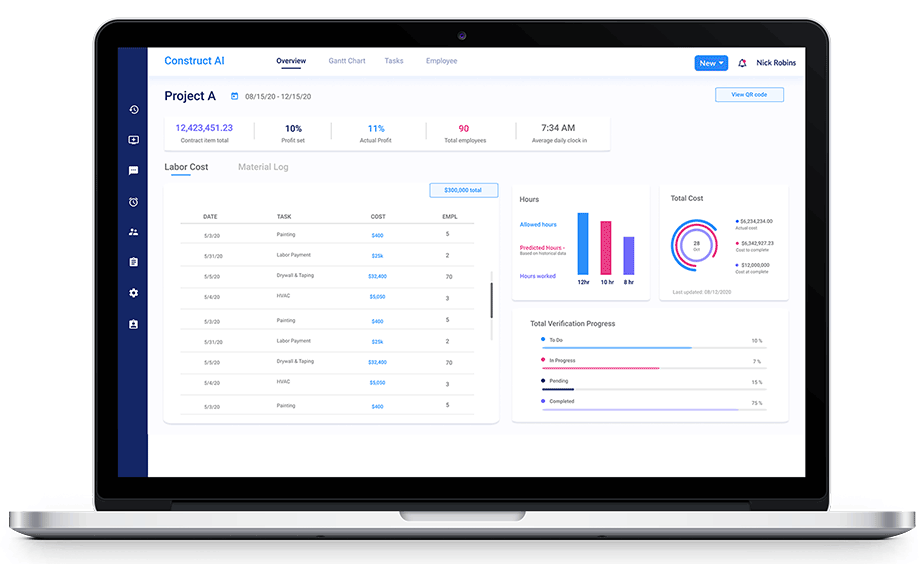 Construct AI
Overview Gantt Chart Tasks Employee
New
Nick Robins
Project A
08/15/20 - 12/15/20
View QR code
12,423,451.23 10% 11% 90 7:34 AM
Contract item total Profit set Actual Profit Total employees Average daily clock in
Labor Cost Material Log
$300,000 total
DATE TASK COST EMPL
5/3/20 Painting $400 5
5/31/20 Labor Payment $25k 2
5/5/20 Drywall & Taping $32,400 70
5/4/20 HVAC $5,050 3
5/3/20 Painting $400 5
5/31/20 Labor Payment $25k 2
5/5/20 Drywall & Taping $32,400 70
5/4/20 HVAC $5,050 3
5/3/20 Painting $400 5
Hours
Allowed hours
Predicted Hours -
Based on historical data
Hours worked
12hr 10 hr 8 hr
Total Cost
28
Oct
$6,234,234.00
Actual cost
$6,342,927.23
Cost to complete
$12,000,000
Cost at complete
Last updated: 08/12/2020
Total Verification Progress
To Do 10 %
In Progress 7 %
Pending 15 %
Completed 75 %